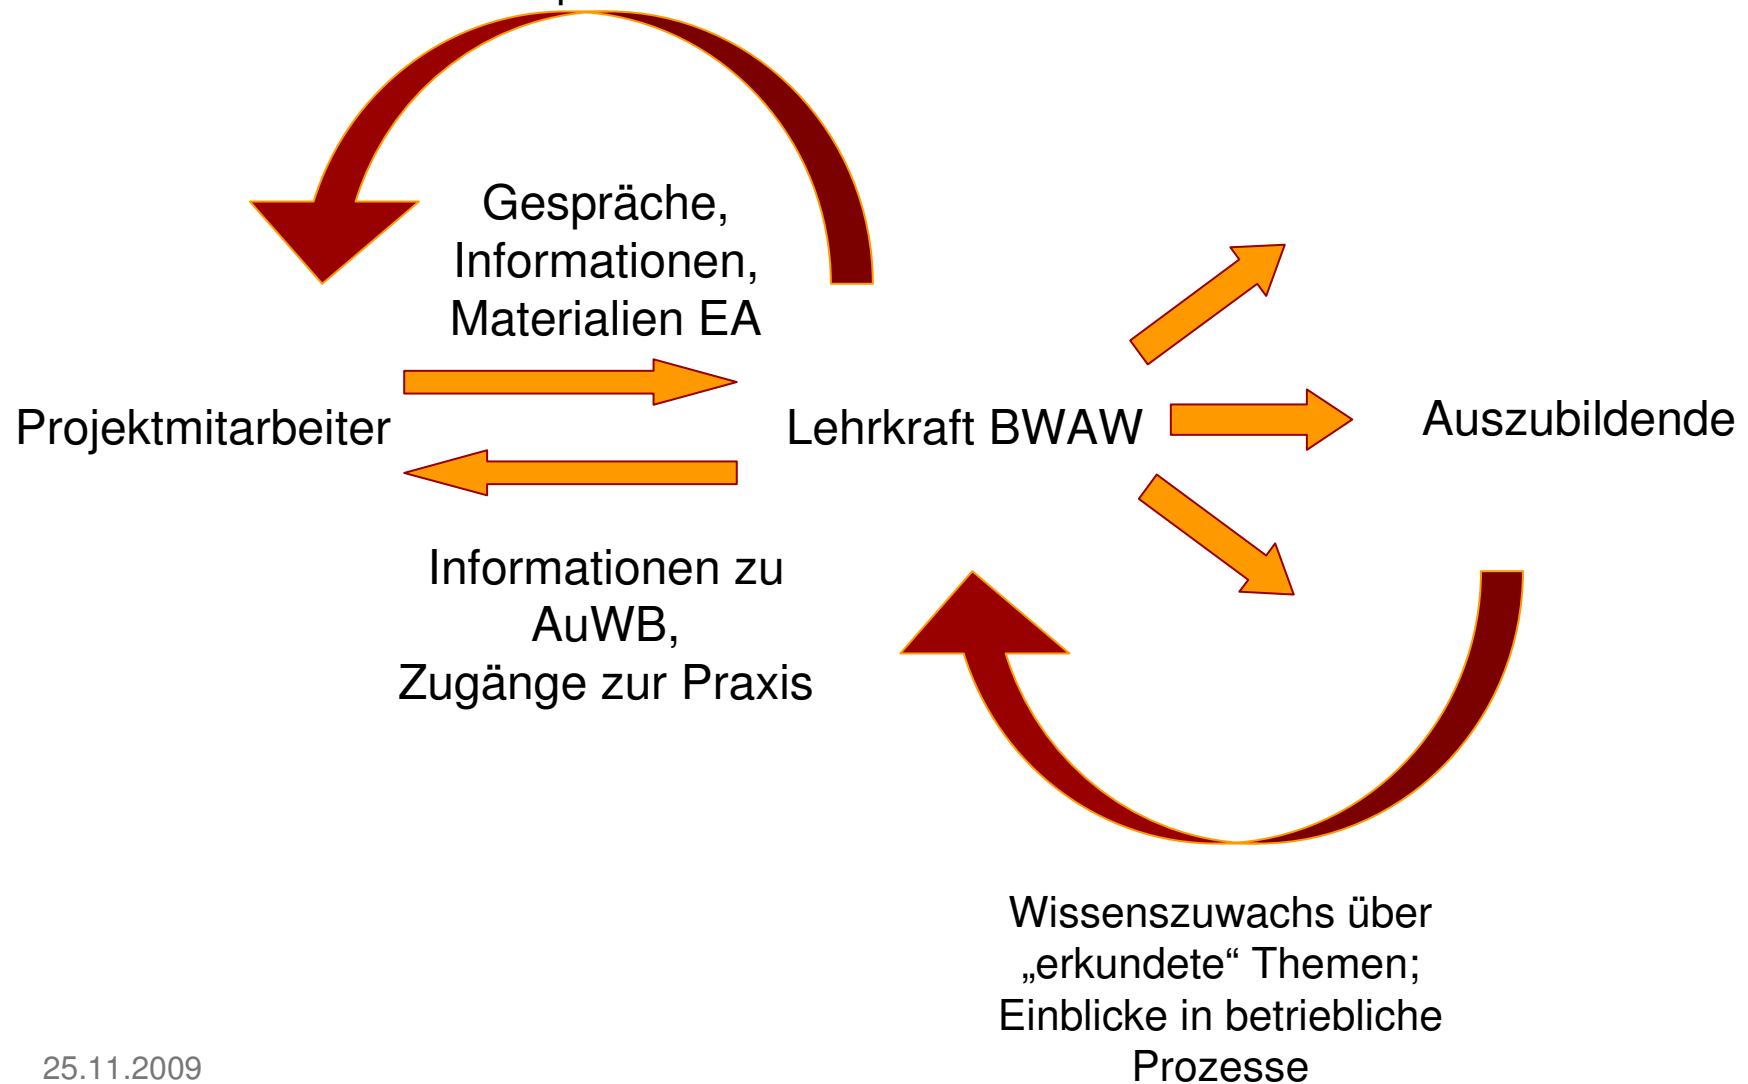 Gespräche,
Informationen,
Materialien EA
Projektmitarbeiter
Lehrkraft BWAW
Auszubildende
Informationen zu
AuWB,
Zugänge zur Praxis
Wissenszuwachs über
„erkundete“ Themen;
Einblicke in betriebliche
Prozesse
25.11.2009